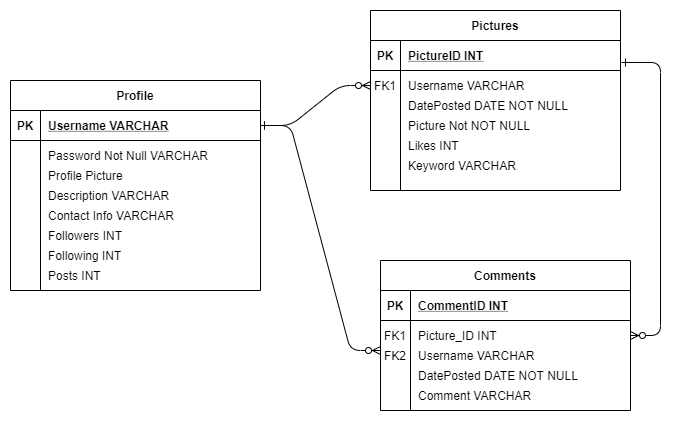 Profile
PK Username VARCHAR
Password Not Null VARCHAR
Profile Picture
Description VARCHAR
Contact Info VARCHAR
Followers INT
Following INT
Posts INT
Pictures
PK PictureID INT
FK1 Username VARCHAR
DatePosted DATE NOT NULL
Picture Not NOT NULL
Likes INT
Keyword VARCHAR
Comments
PK CommentID INT
FK1 Picture_ID INT
FK2 Username VARCHAR
DatePosted DATE NOT NULL
Comment VARCHAR